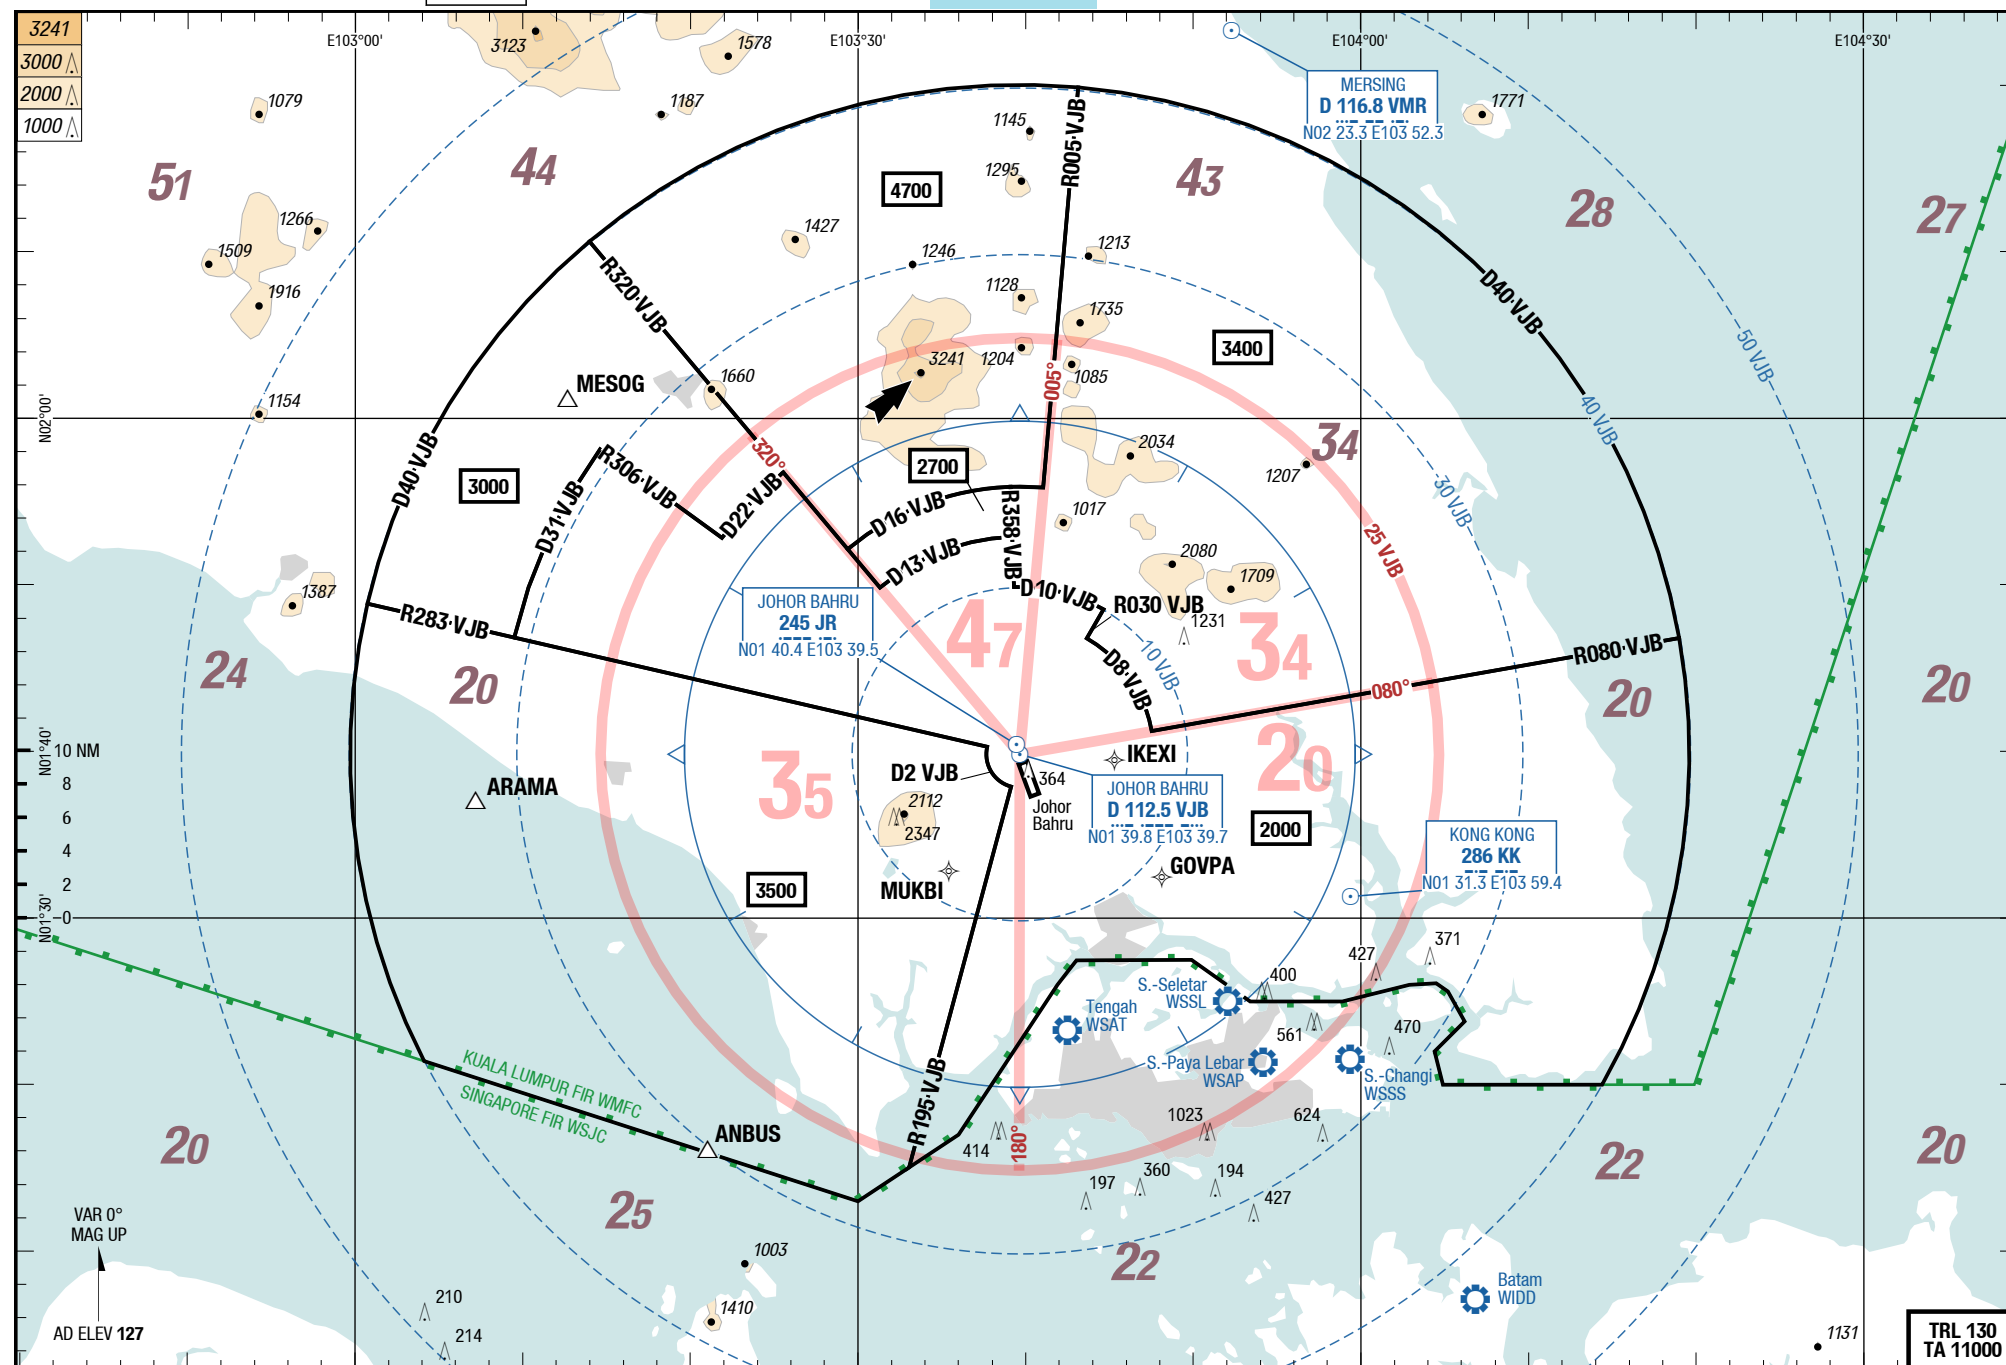 3241
3000
2000
1000
E103°00'
E103°30'
E104°00'
E104°30'
3123
1578
1079
1187
1145
R005·VJB
MERSING
D 116.8 VMR
N02 23.3 E103 52.3
1771
51
44
4700
1295
43
28
27
1266
1427
1246
1213
1509
R320·VJB
1128
D40·VJB
1916
1735
3400
50 VJB
3241
1204
1085
005°
MESOG
1660
40 VJB
N02°00'
1154
D40·VJB
320°
2034
34
1207
R306·VJB
2700
3000
D22·VJB
D16·VJB
R358·VJB
30 VJB
D31·VJB
1017
25 VJB
D13·VJB
2080
1709
1387
R283·VJB
JOHOR BAHRU
245 JR
N01 40.4 E103 39.5
D10·VJB
R030 VJB
1231
47
34
24
20
D8·VJB
10 VJB
R080·VJB
080°
20
20
N01°40'
10 NM
8
6
4
2
0
N01°30'
ARAMA
35
D2 VJB
IKEXI
20
364
Johor
Bahru
JOHOR BAHRU
D 112.5 VJB
N01 39.8 E103 39.7
2112
2347
2000
KONG KONG
286 KK
N01 31.3 E103 59.4
3500
MUKBI
GOVPA
371
427
400
S.-Seletar
WSSL
Tengah
WSAT
561
470
S.-Paya Lebar
WSAP
S.-Changi
WSSS
KUALA LUMPUR FIR WMFC
SINGAPORE FIR WSJC
R195·VJB
ANBUS
414
180°
1023
624
20
22
20
360
194
197
427
25
22
VAR 0°
MAG UP
1003
Batam
WIDD
210
1410
214
AD ELEV 127
1131
TRL 130
TA 11000